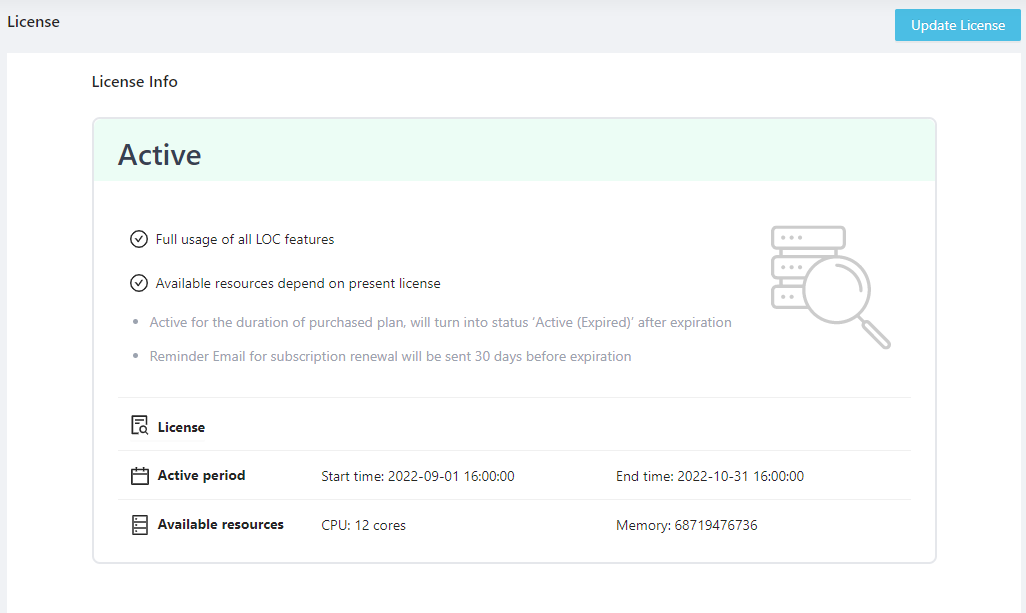 License
Update License
License Info
Active
Full usage of all LOC features
Available resources depend on present license
Active for the duration of purchased plan, will turn into status ‘Active (Expired)’ after expiration
Reminder Email for subscription renewal will be sent 30 days before expiration
License
Active period Start time: 2022-09-01 16:00:00 End time: 2022-10-31 16:00:00
Available resources CPU: 12 cores Memory: 68719476736